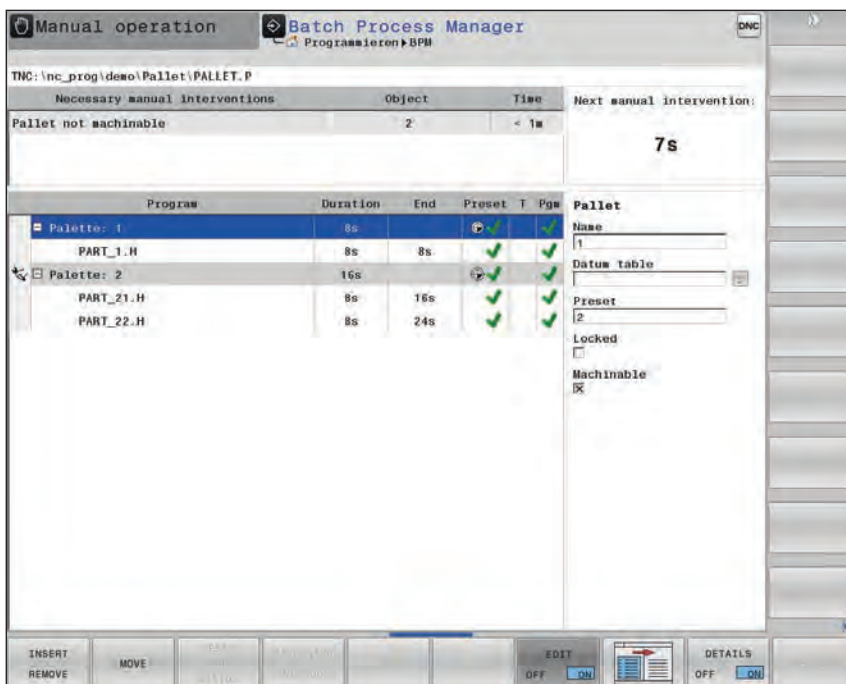 Manual operation
Batch Process Manager
Programmieren▸BPM
DNC
TNC:\nc_prog\demo\Pallet\PALLET.P
Necessary manual interventions Object Time
Pallet not machinable 2 < 1m
Next manual intervention:
7s
Program Duration End Preset T Pgm
Palette: 1 8s
PART_1.H 8s 8s
Palette: 2 16s
PART_21.H 8s 16s
PART_22.H 8s 24s
Pallet
Name
1
Datum table
Preset
2
Locked
Machinable
INSERT
REMOVE
MOVE
EDIT
OFF ON
DETAILS
OFF ON